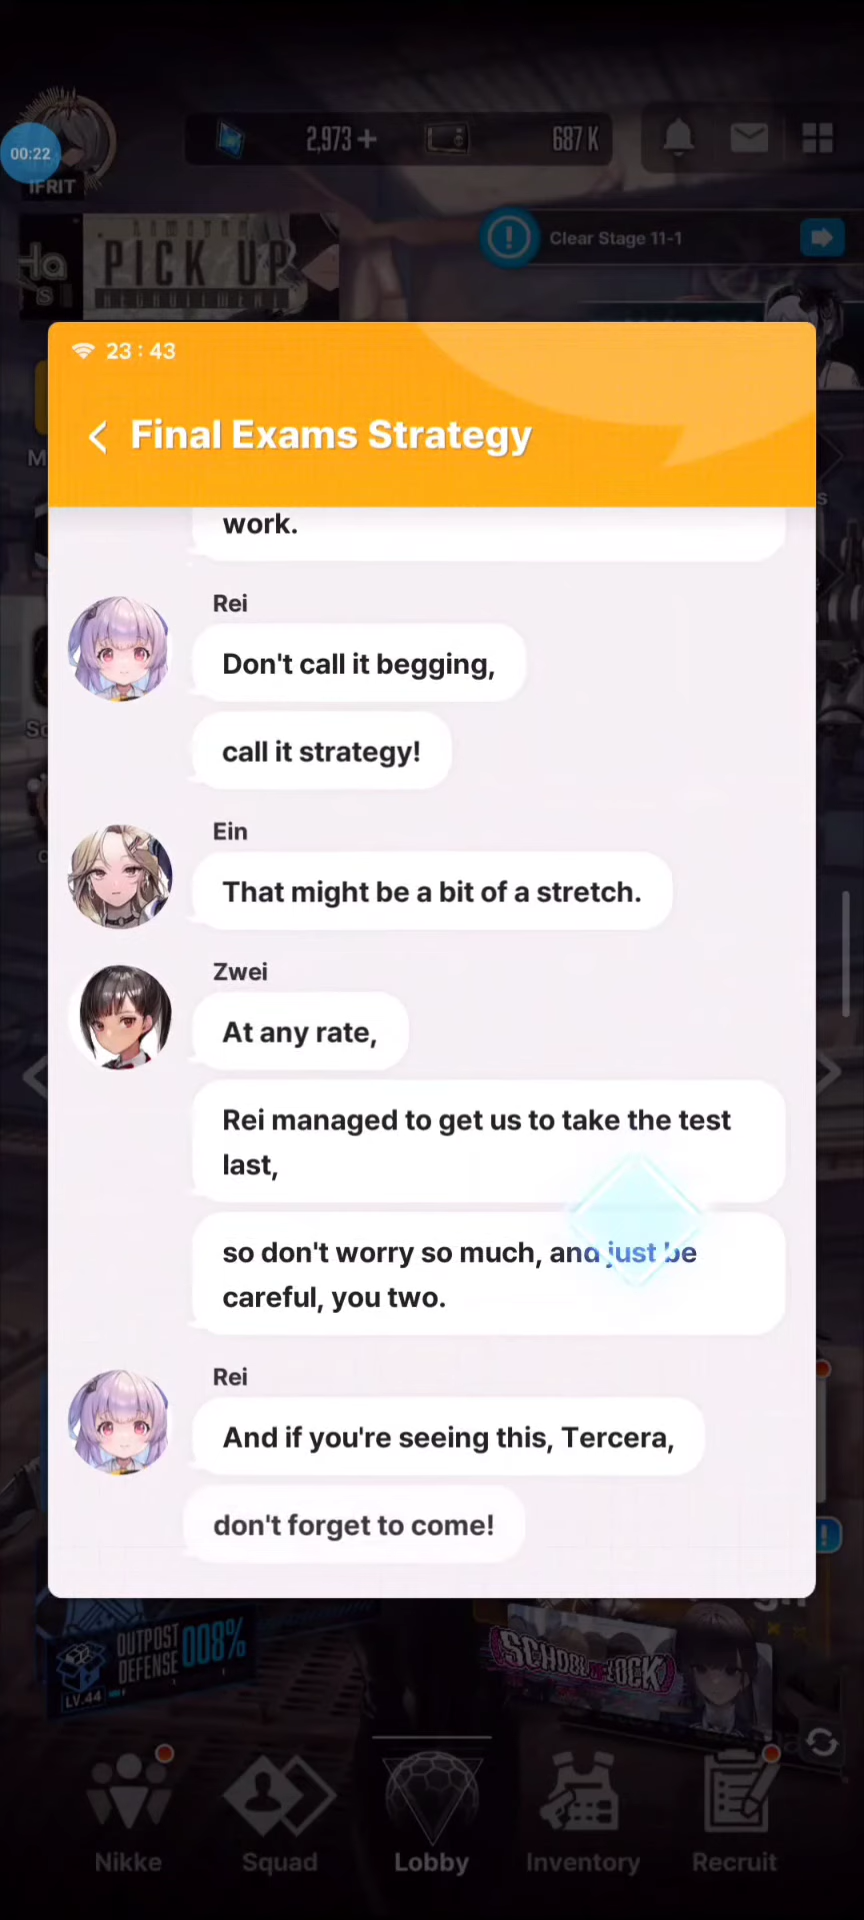 00:22
IFRIT
2,973 +
687 K
PICK UP
RECRUITMENT
Clear Stage 11-1
23 : 43
Final Exams Strategy
work.
Rei
Don't call it begging,
call it strategy!
Ein
That might be a bit of a stretch.
Zwei
At any rate,
Rei managed to get us to take the test
last,
so don't worry so much, and just be
careful, you two.
Rei
And if you're seeing this, Tercera,
don't forget to come!
OUTPOST
DEFENSE 008%
LV.44
SCHOOL OF LOCK
Nikke
Squad
Lobby
Inventory
Recruit